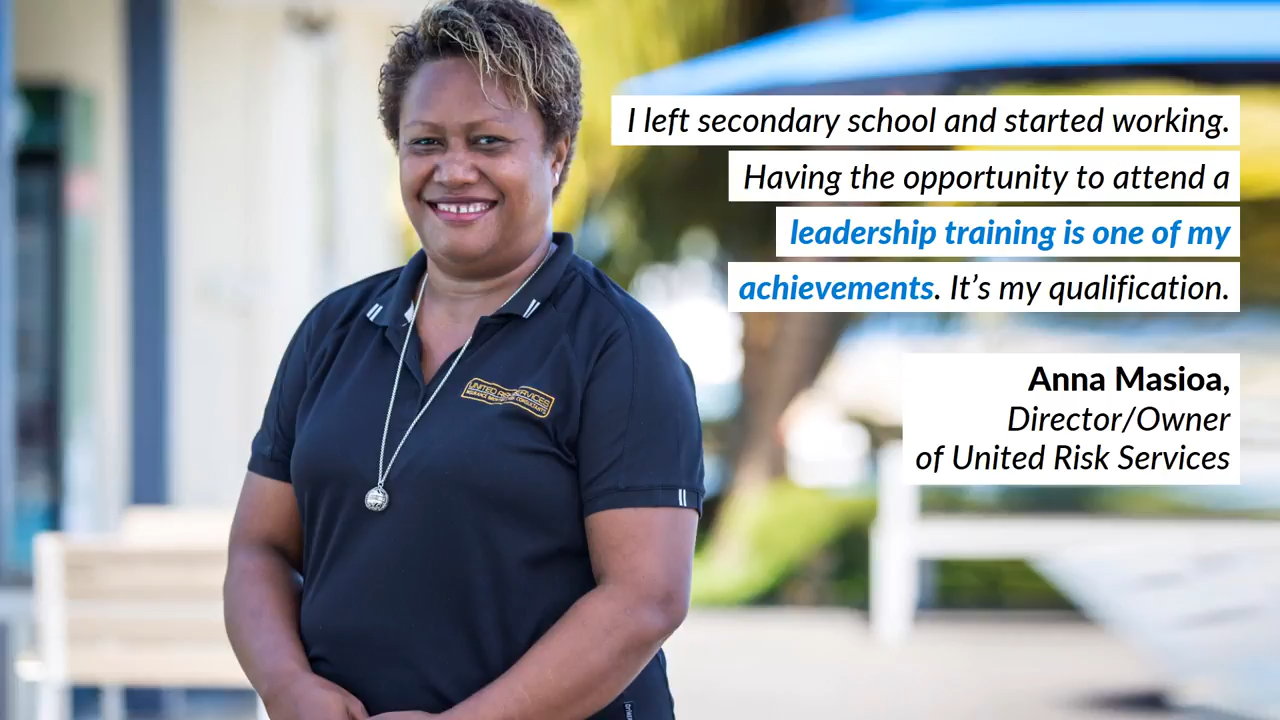 I left secondary school and started working.
Having the opportunity to attend a
leadership training is one of my
achievements. It’s my qualification.
Anna Masioa,
Director/Owner
of United Risk Services
UNITED RISK SERVICES